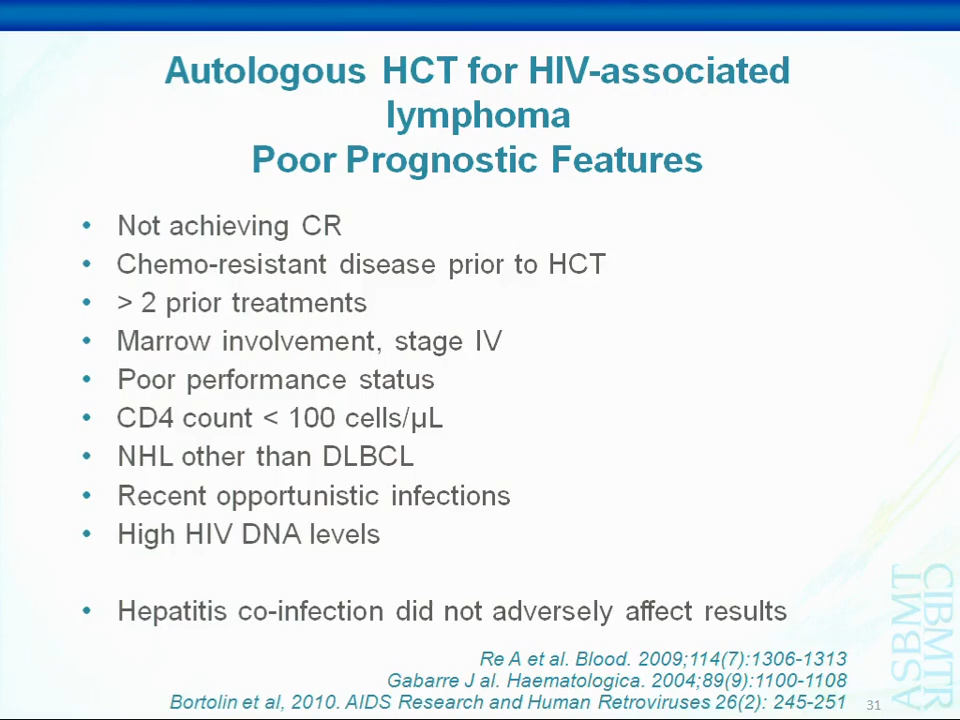 Autologous HCT for HIV-associated
lymphoma
Poor Prognostic Features
• Not achieving CR
• Chemo-resistant disease prior to HCT
• > 2 prior treatments
• Marrow involvement, stage IV
• Poor performance status
• CD4 count < 100 cells/µL
• NHL other than DLBCL
• Recent opportunistic infections
• High HIV DNA levels
• Hepatitis co-infection did not adversely affect results
Re A et al. Blood. 2009;114(7):1306-1313
Gabarre J al. Haematologica. 2004;89(9):1100-1108
Bortolin et al, 2010. AIDS Research and Human Retroviruses 26(2): 245-251
31
ASBMT
CIBMTR